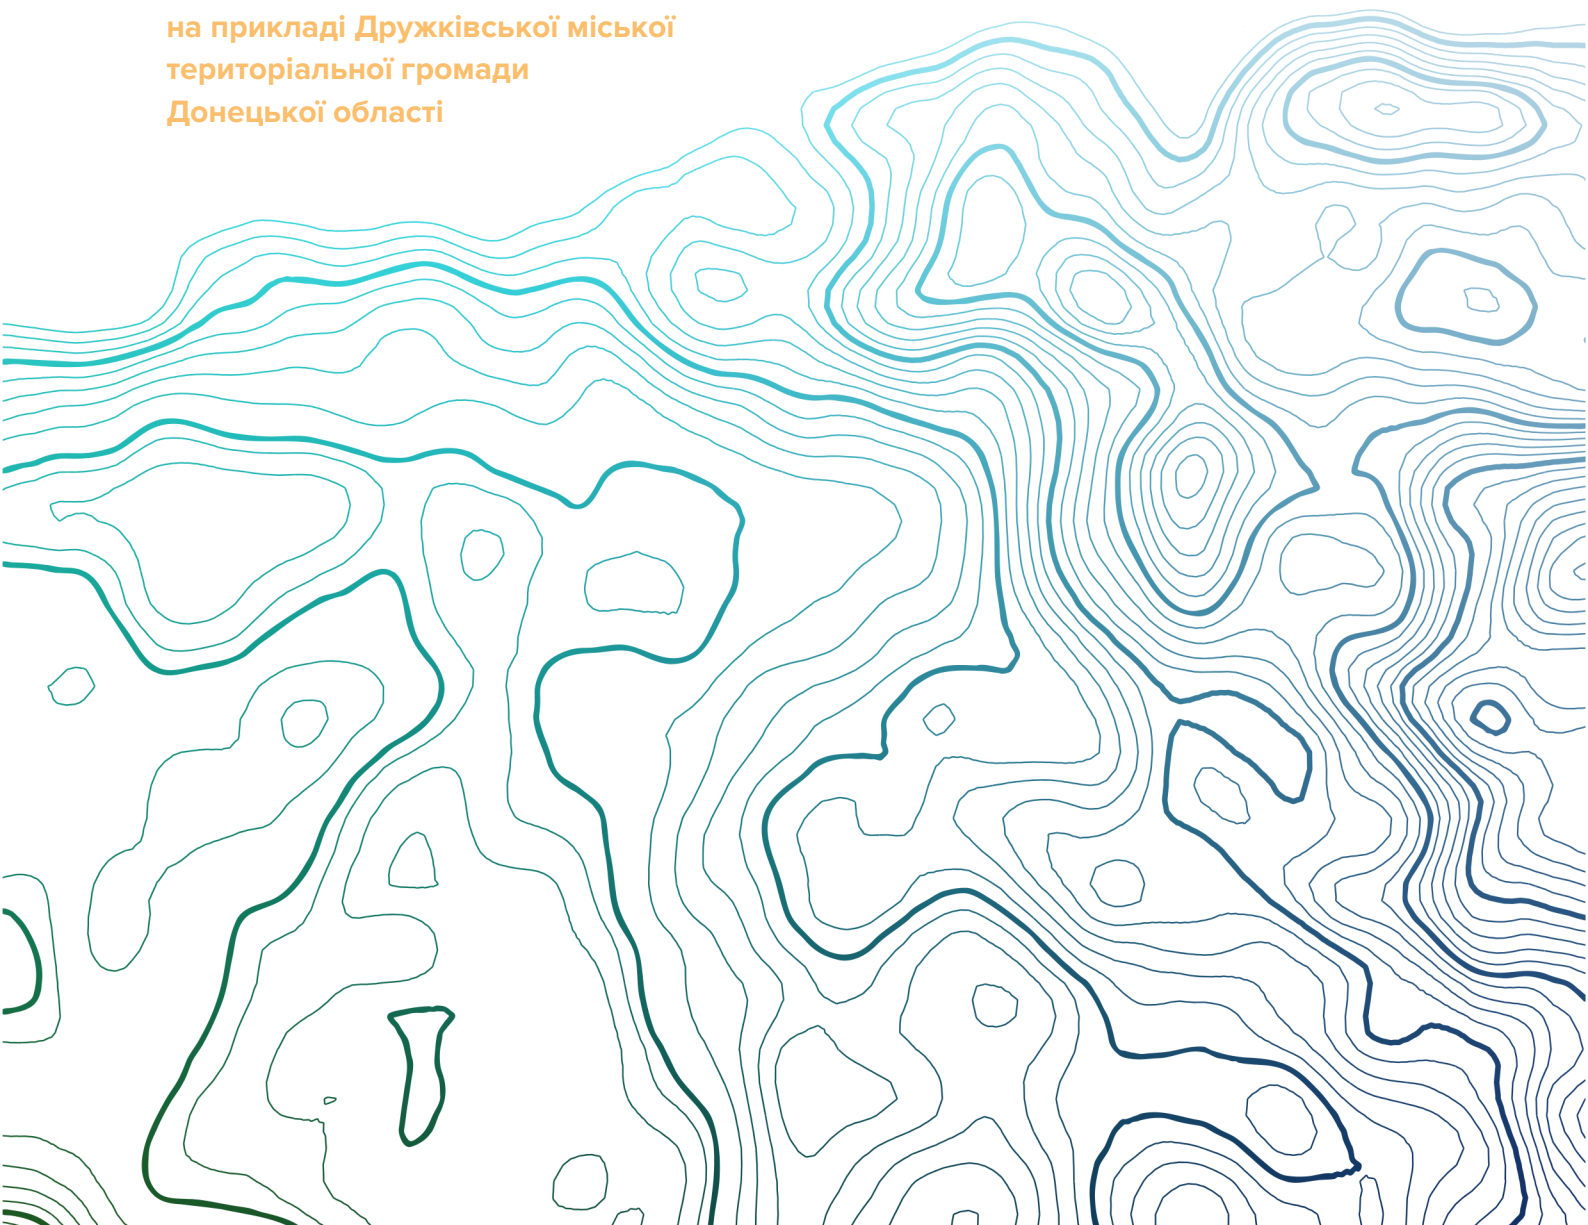 на прикладі Дружківської міської
територіальної громади
Донецької області